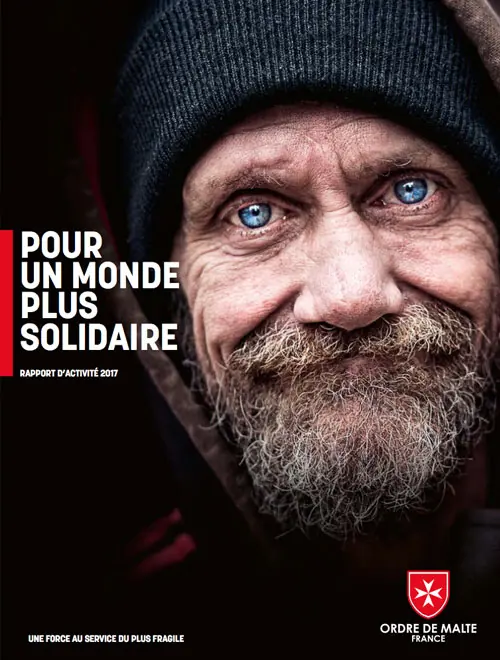 POUR
UN MONDE
PLUS
SOLIDAIRE
RAPPORT D'ACTIVITÉ 2017
UNE FORCE AU SERVICE DU PLUS FRAGILE
ORDRE DE MALTE
FRANCE